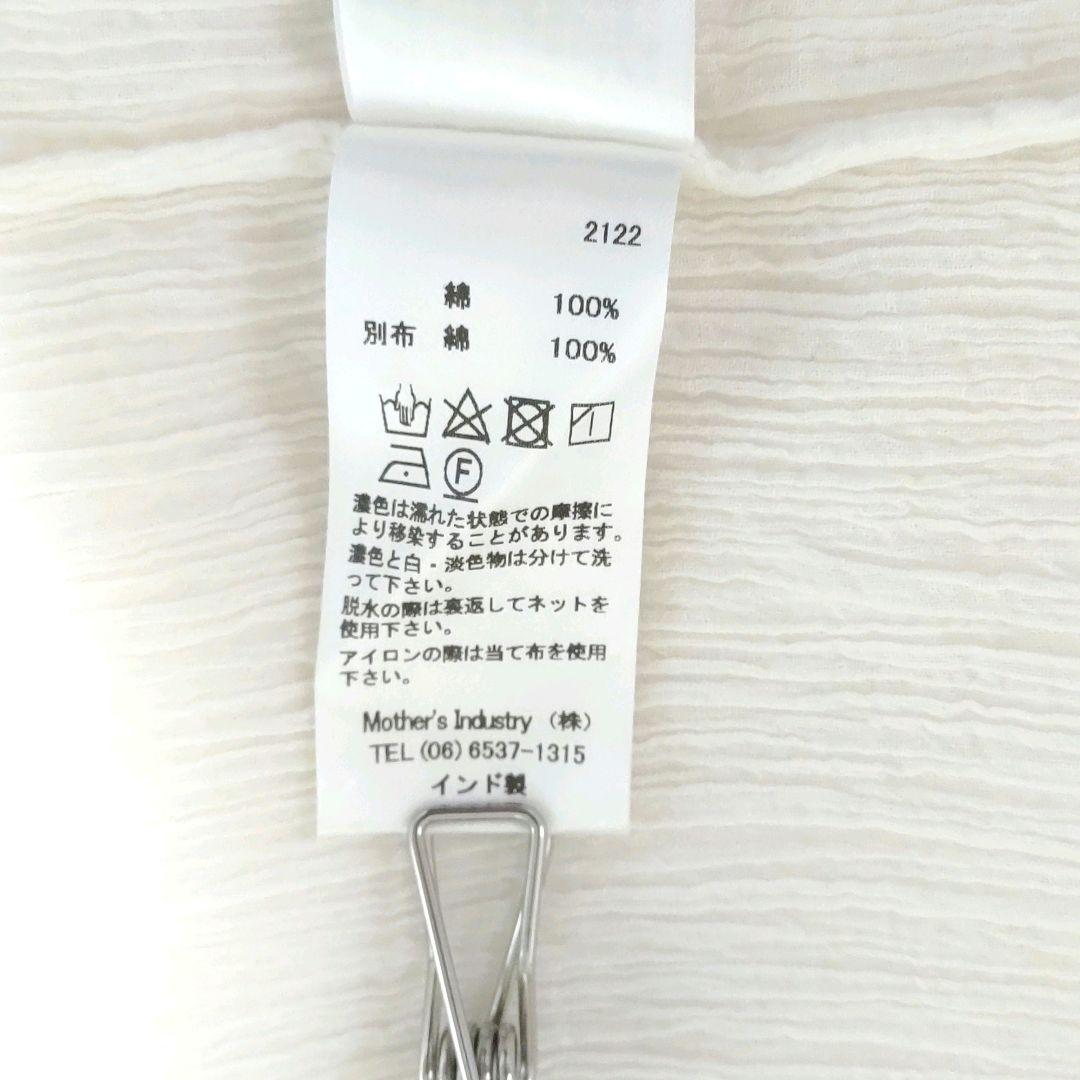 2122
綿 100%
別布 綿 100%
F
濃色は濡れた状態での摩擦に
より移染することがあります。
濃色と白・淡色物は分けて洗
って下さい。
脱水の際は裏返してネットを
使用下さい。
アイロンの際は当て布を使用
下さい。
Mother's Industry (株)
TEL(06)6537-1315
インド製